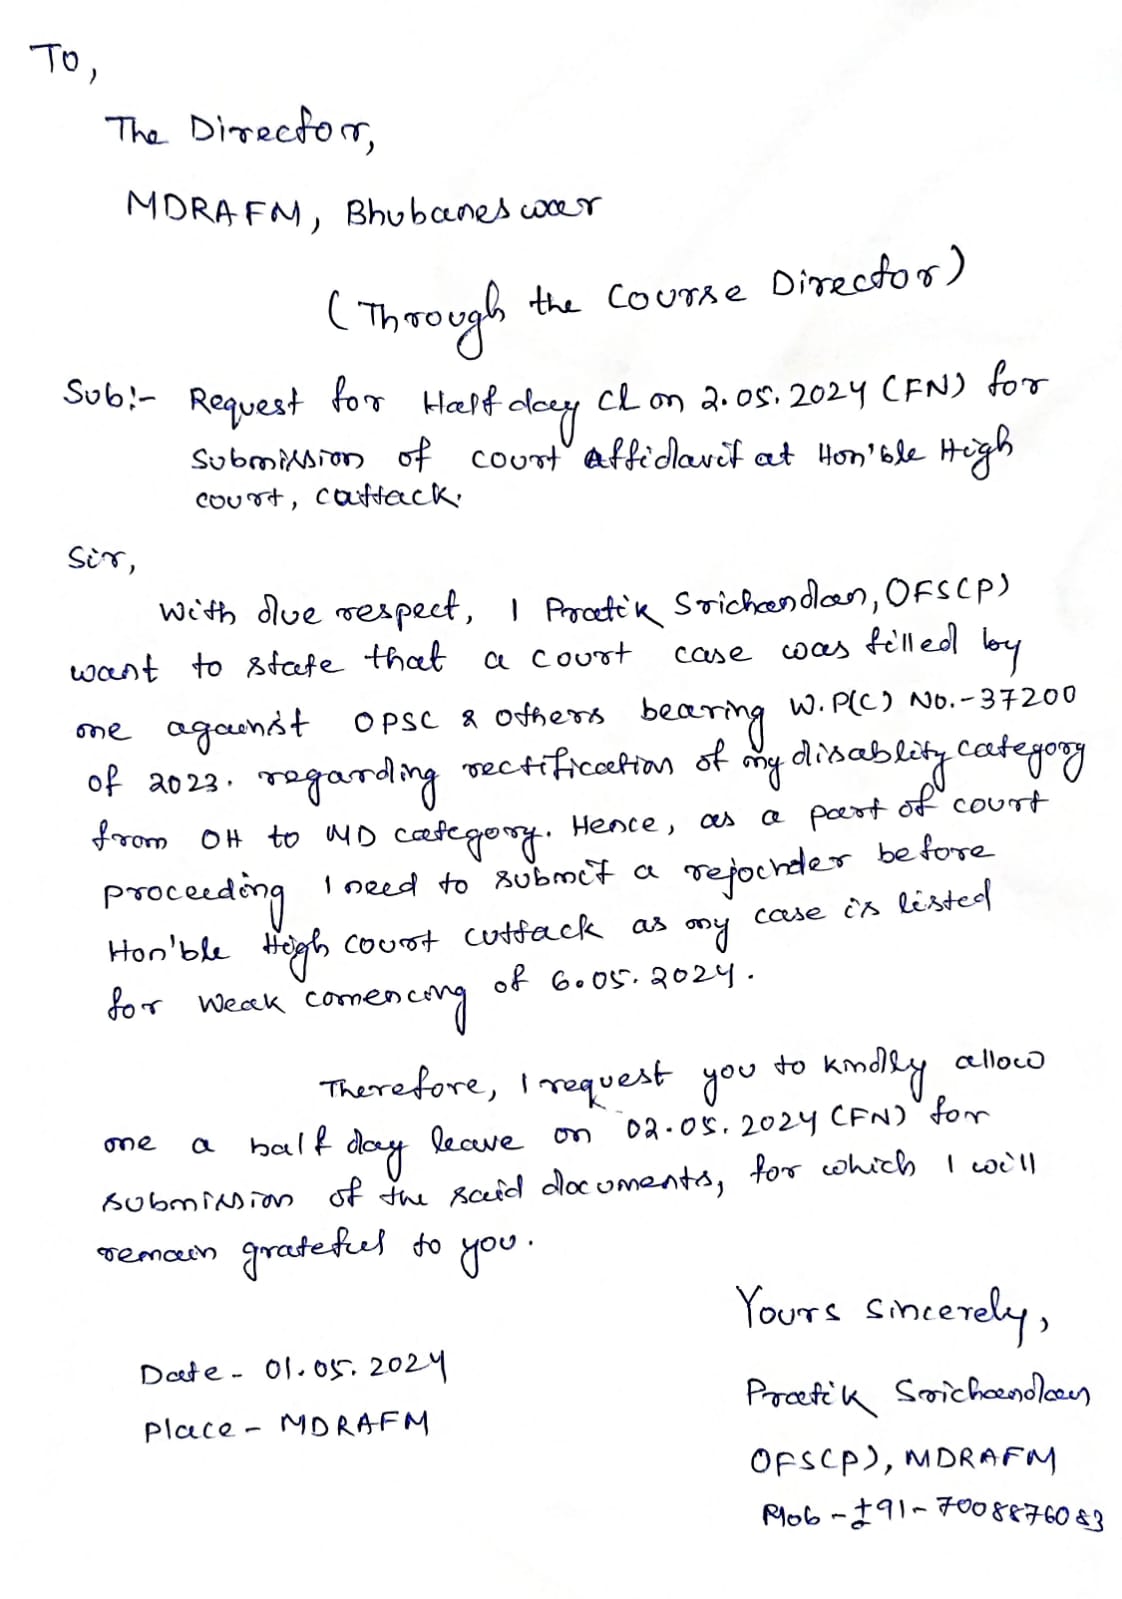 To,
The Director,
MDRAFM, Bhubaneswar
(Through the Course Director)
Sub:- Request for Half day CL on 2.05.2024 (FN) for
submission of court affidavit at Hon'ble High
court, cattack.
Sir,
With due respect, I Pratik Srichandan, OFS(P)
want to state that a court case was filled by
me against OPSC & others bearing W.P(C) No.-37200
of 2023. regarding rectification of my disablity category
from OH to MD category. Hence, as a part of court
proceeding I need to submit a rejoinder before
Hon'ble High court cuttack as my case is listed
for weak comencing of 6.05.2024.
Therefore, I request you to kindly allow
me a half day leave on 02.05.2024 (FN) for
submission of the said documents, for which I will
remain grateful to you.
Yours sincerely,
Date - 01.05.2024
Pratik Srichandan
Place - MDRAFM
OFS(P), MDRAFM
Mob - +91-7008876083